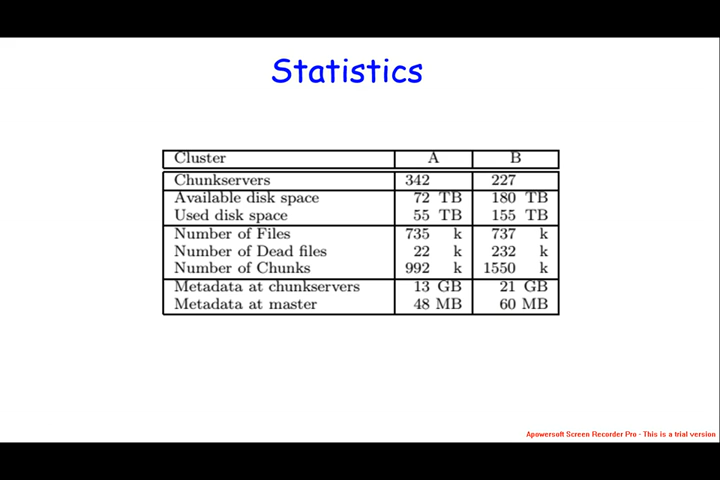 Statistics
Cluster A B
Chunkservers 342 227
Available disk space 72 TB 180 TB
Used disk space 55 TB 155 TB
Number of Files 735 k 737 k
Number of Dead files 22 k 232 k
Number of Chunks 992 k 1550 k
Metadata at chunkservers 13 GB 21 GB
Metadata at master 48 MB 60 MB
Apowersoft Screen Recorder Pro - This is a trial version